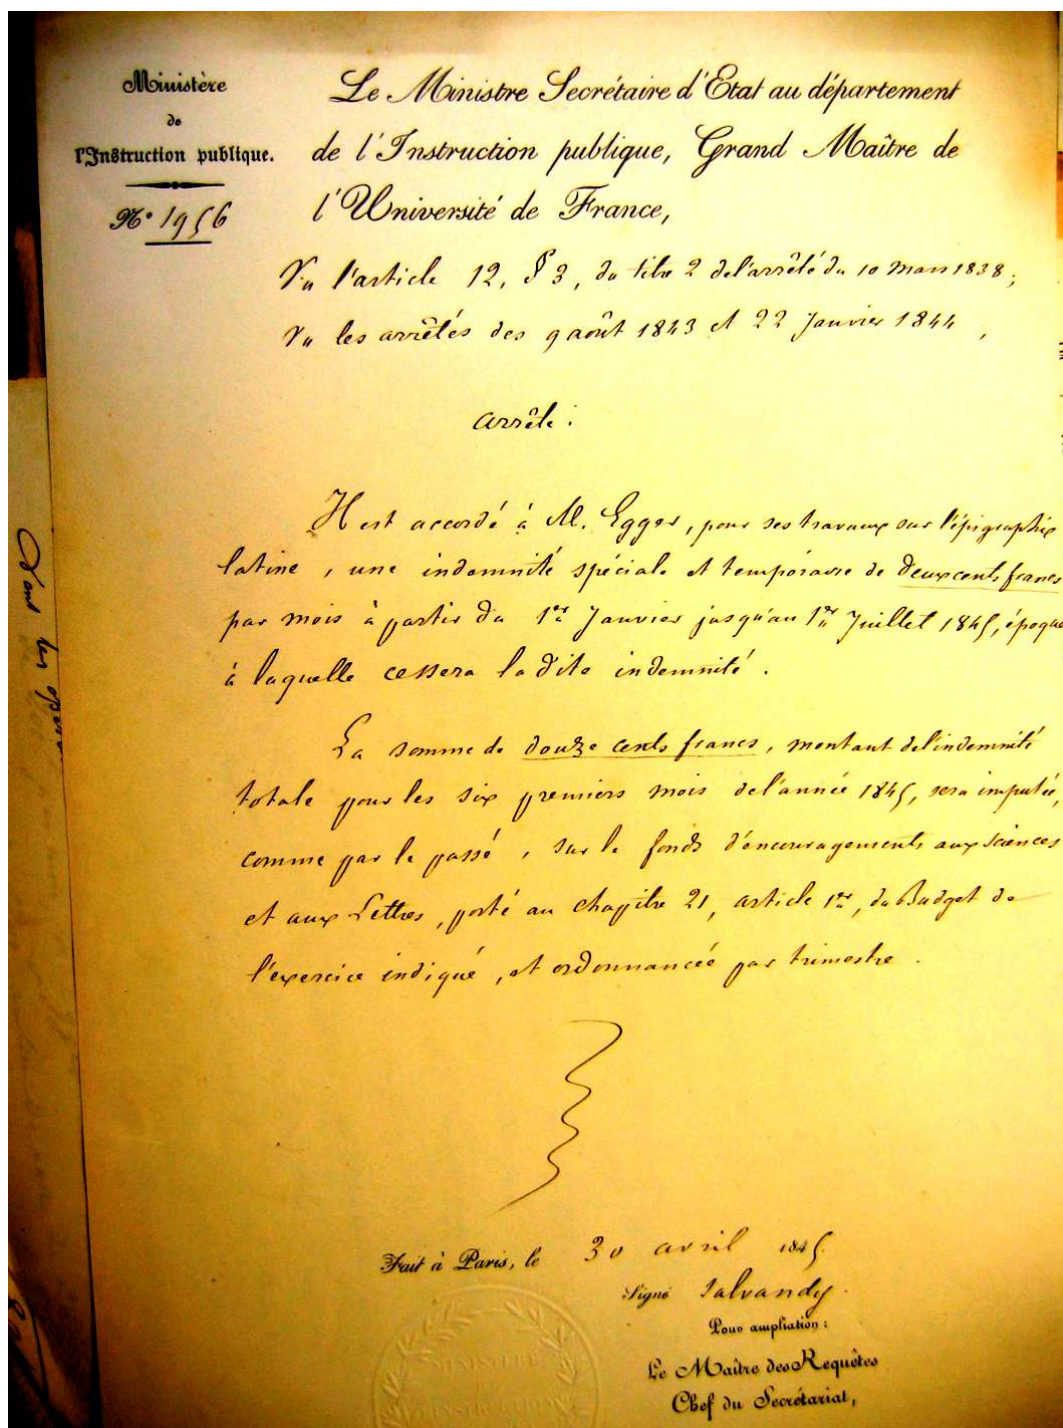 Ministère
de
l'Instruction publique.
N° 1956
Le Ministre Secrétaire d'Etat au département
de l'Instruction publique, Grand Maître de
l'Université de France,
Vu l'article 12, § 3, du titre 2 de l'arrêté du 10 mars 1838;
Vu les arrêtés des 9 août 1843 et 22 Janvier 1844,
arrête:
Il est accordé à M. Egger, pour ses travaux sur l'épigraphie
latine, une indemnité spéciale et temporaire de deux cents francs
par mois à partir du 1er Janvier jusqu'au 1er Juillet 1845, époque
à laquelle cessera la dite indemnité.
La somme de douze cents francs, montant de l'indemnité
totale pour les six premiers mois de l'année 1845, sera imputée,
comme par le passé, sur le fonds d'encouragements aux sciences
et aux Lettres, porté au chapitre 21, article 1er, du Budget de
l'exercice indiqué, et ordonnancée par trimestre.
Fait à Paris, le 30 avril 1845.
Signé Salvandy.
Pour ampliation:
Le Maître des Requêtes
Chef du Secrétariat,
MINISTÈRE
INSTRUCTION